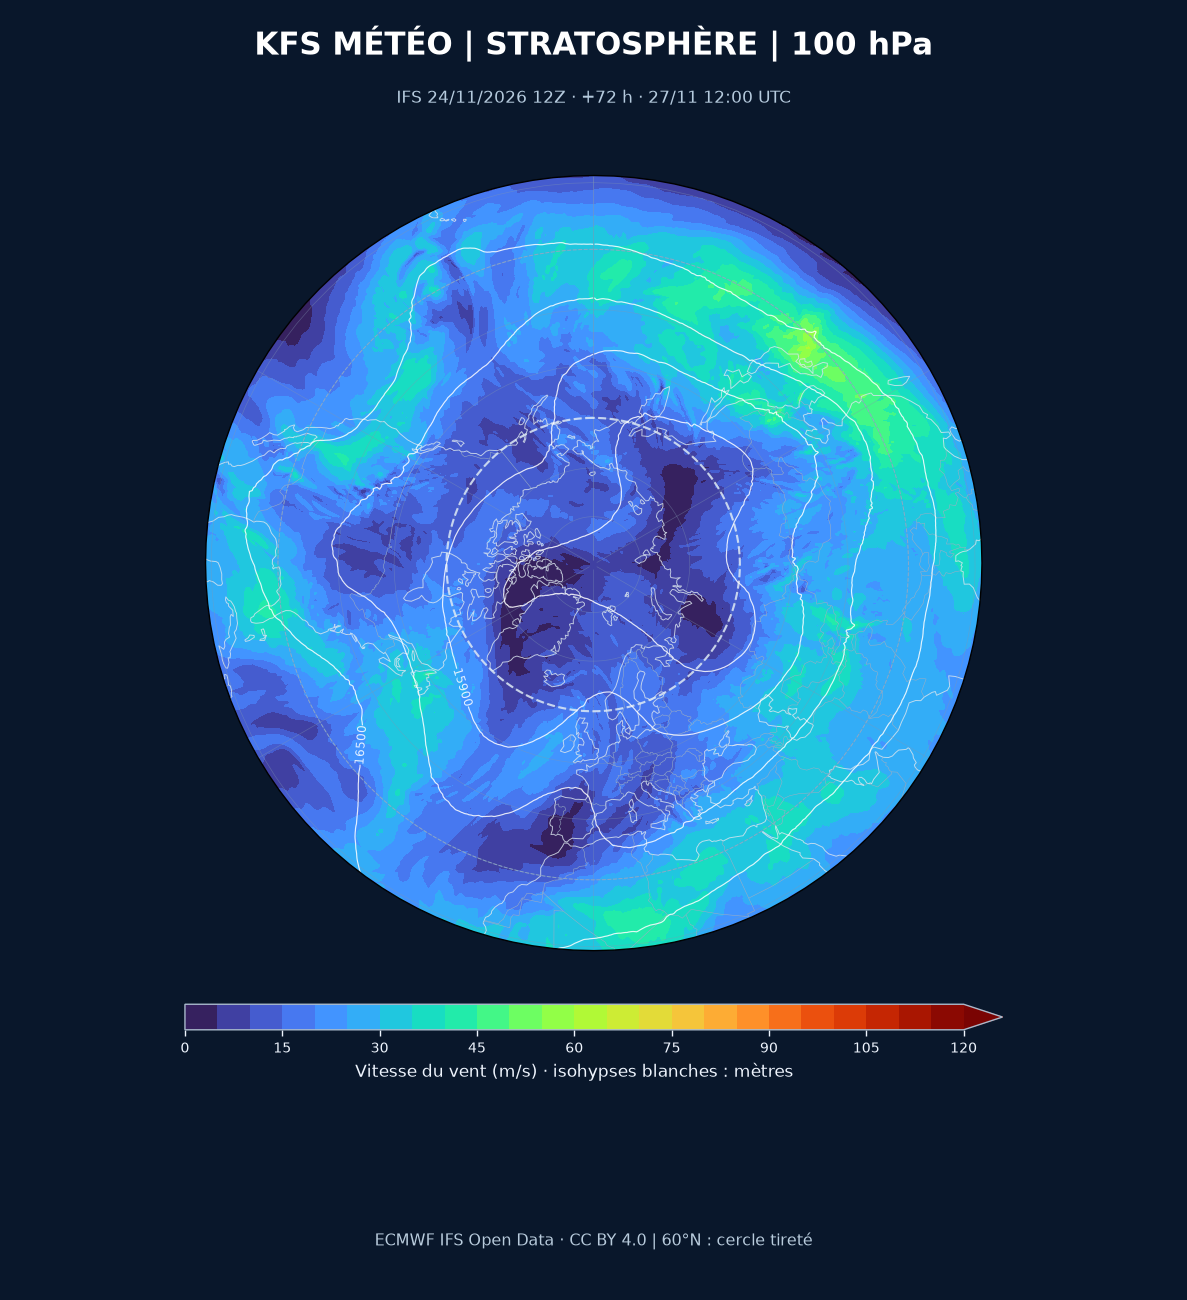 KFS MÉTÉO | STRATOSPHÈRE | 100 hPa
IFS 24/11/2026 12Z · +72 h · 27/11 12:00 UTC
15900
16500
0 15 30 45 60 75 90 105 120
Vitesse du vent (m/s) · isohypses blanches : mètres
ECMWF IFS Open Data · CC BY 4.0 | 60°N : cercle tireté